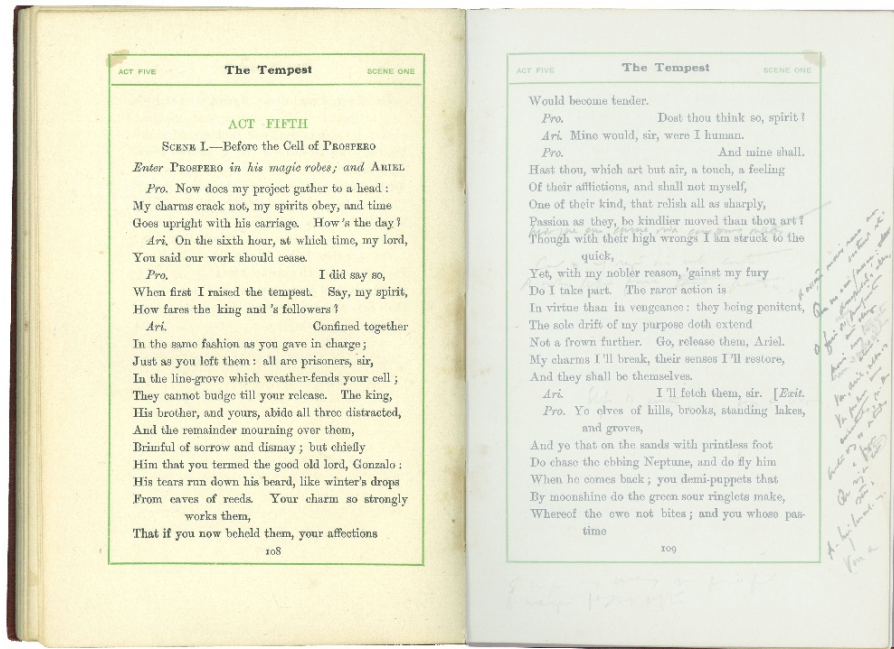 ACT FIVE The Tempest SCENE ONE
ACT FIFTH
SCENE I.—Before the Cell of PROSPERO
Enter PROSPERO in his magic robes; and ARIEL
Pro. Now does my project gather to a head:
My charms crack not, my spirits obey, and time
Goes upright with his carriage. How's the day?
Ari. On the sixth hour, at which time, my lord,
You said our work should cease.
Pro. I did say so,
When first I raised the tempest. Say, my spirit,
How fares the king and 's followers?
Ari. Confined together
In the same fashion as you gave in charge;
Just as you left them: all are prisoners, sir,
In the line-grove which weather-fends your cell;
They cannot budge till your release. The king,
His brother, and yours, abide all three distracted,
And the remainder mourning over them,
Brimful of sorrow and dismay; but chiefly
Him that you termed the good old lord, Gonzalo:
His tears run down his beard, like winter's drops
From eaves of reeds. Your charm so strongly
works them,
That if you now beheld them, your affections
108
ACT FIVE The Tempest SCENE ONE
Would become tender.
Pro. Dost thou think so, spirit?
Ari. Mine would, sir, were I human.
Pro. And mine shall.
Hast thou, which art but air, a touch, a feeling
Of their afflictions, and shall not myself,
One of their kind, that relish all as sharply,
Passion as they, be kindlier moved than thou art?
Though with their high wrongs I am struck to the
quick,
Yet, with my nobler reason, 'gainst my fury
Do I take part. The rarer action is
In virtue than in vengeance: they being penitent,
The sole drift of my purpose doth extend
Not a frown further. Go, release them, Ariel.
My charms I 'll break, their senses I 'll restore,
And they shall be themselves.
Ari. I 'll fetch them, sir. [Exit.
Pro. Ye elves of hills, brooks, standing lakes,
and groves,
And ye that on the sands with printless foot
Do chase the ebbing Neptune, and do fly him
When he comes back; you demi-puppets that
By moonshine do the green sour ringlets make,
Whereof the ewe not bites; and you whose pas-
time
109